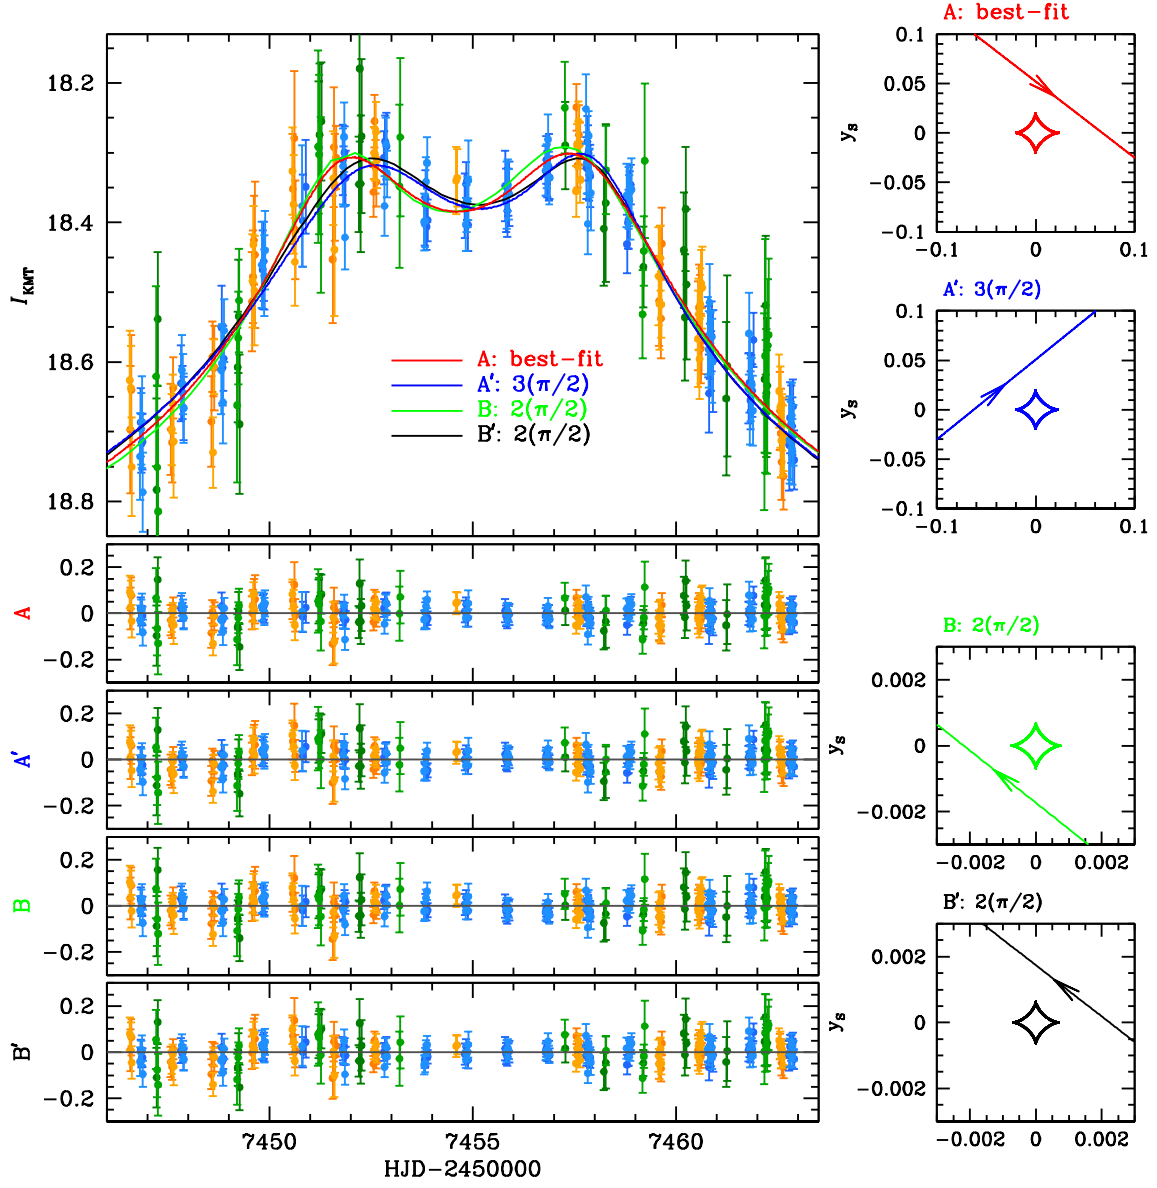 A: best-fit
18.2
18.4
18.6
18.8
I_KMT
A: best-fit
A': 3(π/2)
B: 2(π/2)
B': 2(π/2)
0.1
0.05
0
-0.05
-0.1
y_s
-0.1 0 0.1
A': 3(π/2)
0.1
0.05
0
-0.05
-0.1
y_s
-0.1 0 0.1
0.2
0
-0.2
A
0.2
0
-0.2
A'
B: 2(π/2)
0.002
0
-0.002
y_s
-0.002 0 0.002
0.2
0
-0.2
B
B': 2(π/2)
0.002
0
-0.002
y_s
-0.002 0 0.002
0.2
0
-0.2
B'
7450 7455 7460
HJD-2450000